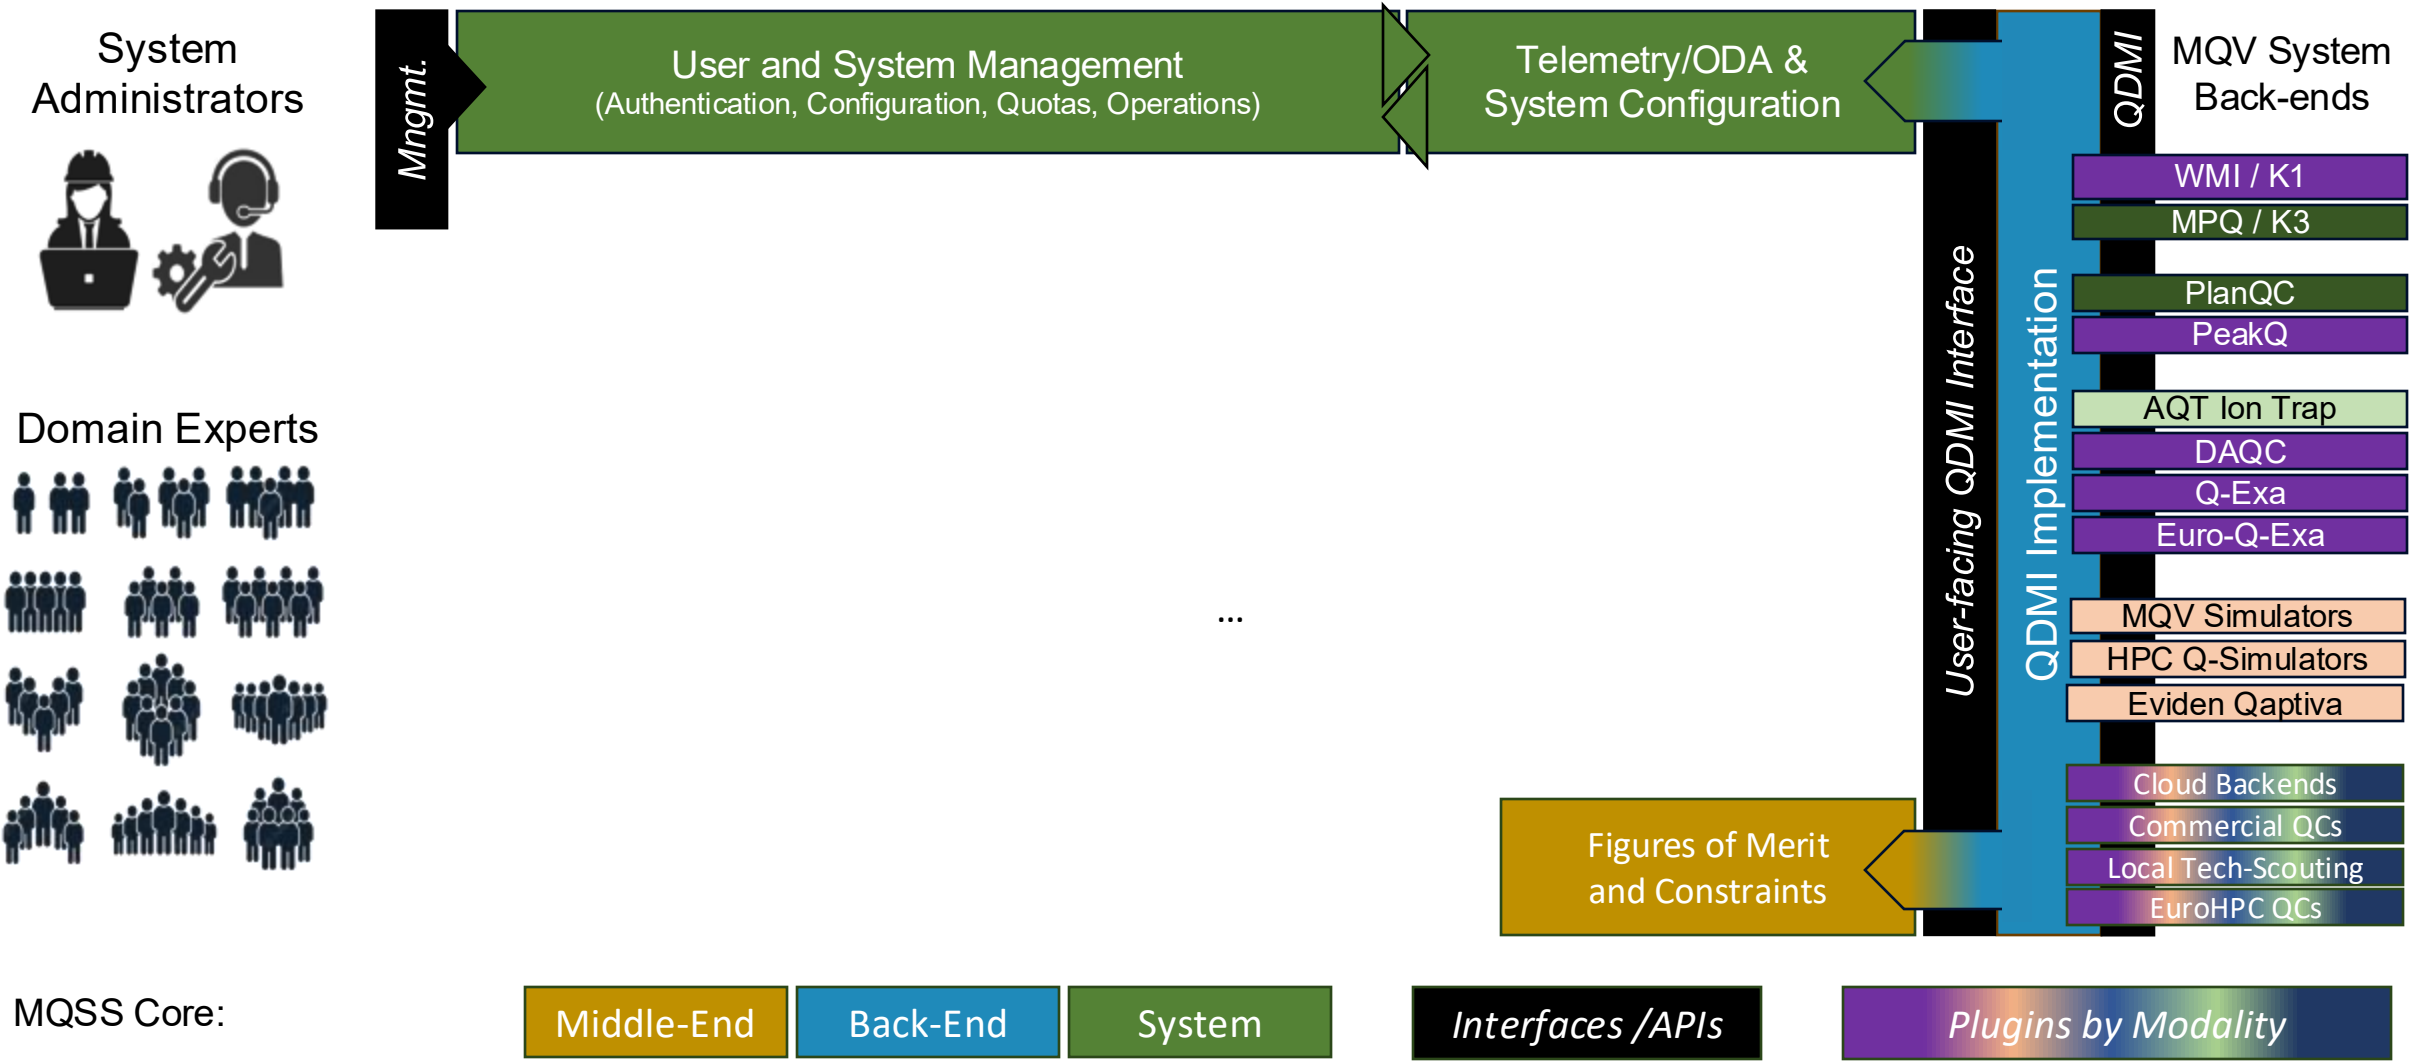 System
Administrators
Mngmt.
User and System Management
(Authentication, Configuration, Quotas, Operations)
Telemetry/ODA &
System Configuration
QDMI
MQV System
Back-ends
WMI / K1
MPQ / K3
PlanQC
PeakQ
AQT Ion Trap
DAQC
Q-Exa
Euro-Q-Exa
MQV Simulators
HPC Q-Simulators
Eviden Qaptiva
Cloud Backends
Commercial QCs
Local Tech-Scouting
EuroHPC QCs
User-facing QDMI Interface
QDMI Implementation
Domain Experts
...
Figures of Merit
and Constraints
MQSS Core:
Middle-End
Back-End
System
Interfaces /APIs
Plugins by Modality